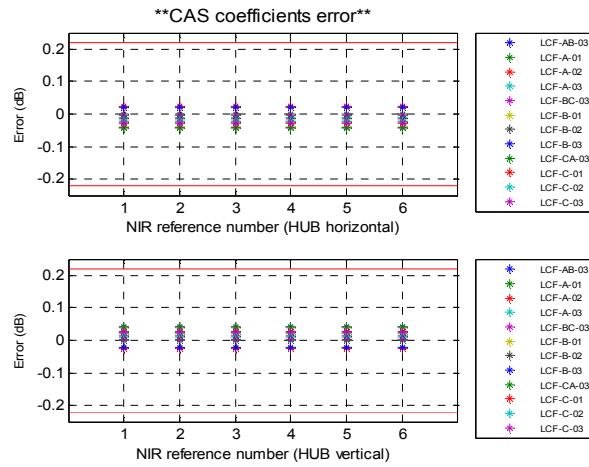 **CAS coefficients error**
0.2
0.1
0
-0.1
-0.2
Error (dB)
1 2 3 4 5 6
NIR reference number (HUB horizontal)
LCF-AB-03
LCF-A-01
LCF-A-02
LCF-A-03
LCF-BC-03
LCF-B-01
LCF-B-02
LCF-B-03
LCF-CA-03
LCF-C-01
LCF-C-02
LCF-C-03
0.2
0.1
0
-0.1
-0.2
Error (dB)
1 2 3 4 5 6
NIR reference number (HUB vertical)
LCF-AB-03
LCF-A-01
LCF-A-02
LCF-A-03
LCF-BC-03
LCF-B-01
LCF-B-02
LCF-B-03
LCF-CA-03
LCF-C-01
LCF-C-02
LCF-C-03